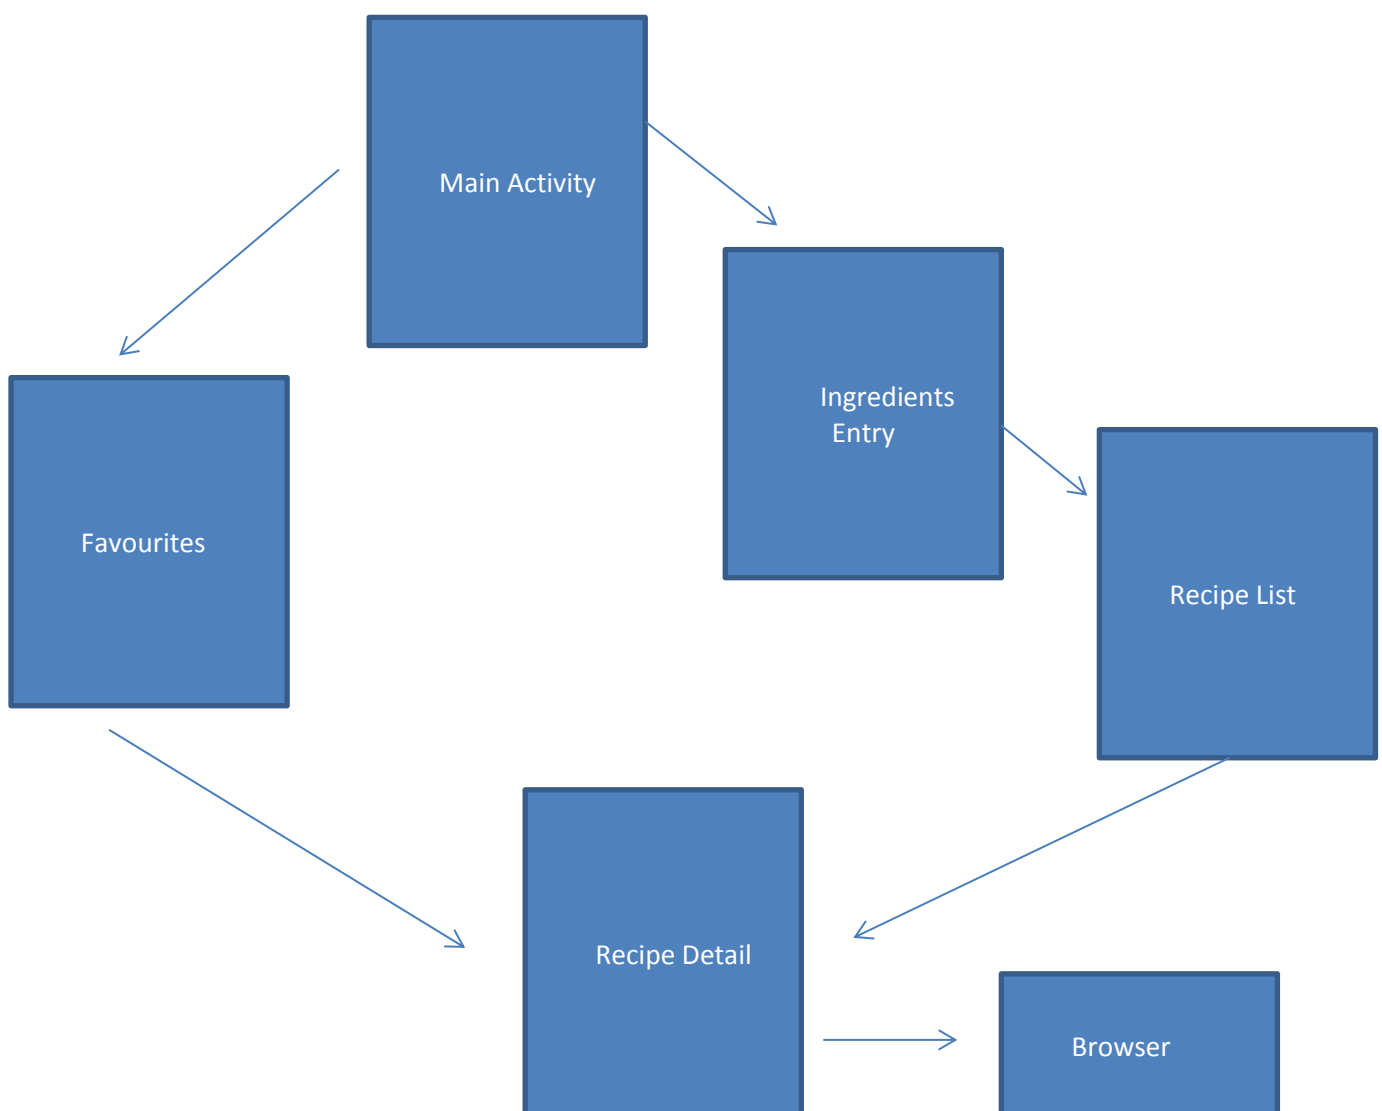 Main Activity
Ingredients
Entry
Favourites
Recipe List
Recipe Detail
Browser